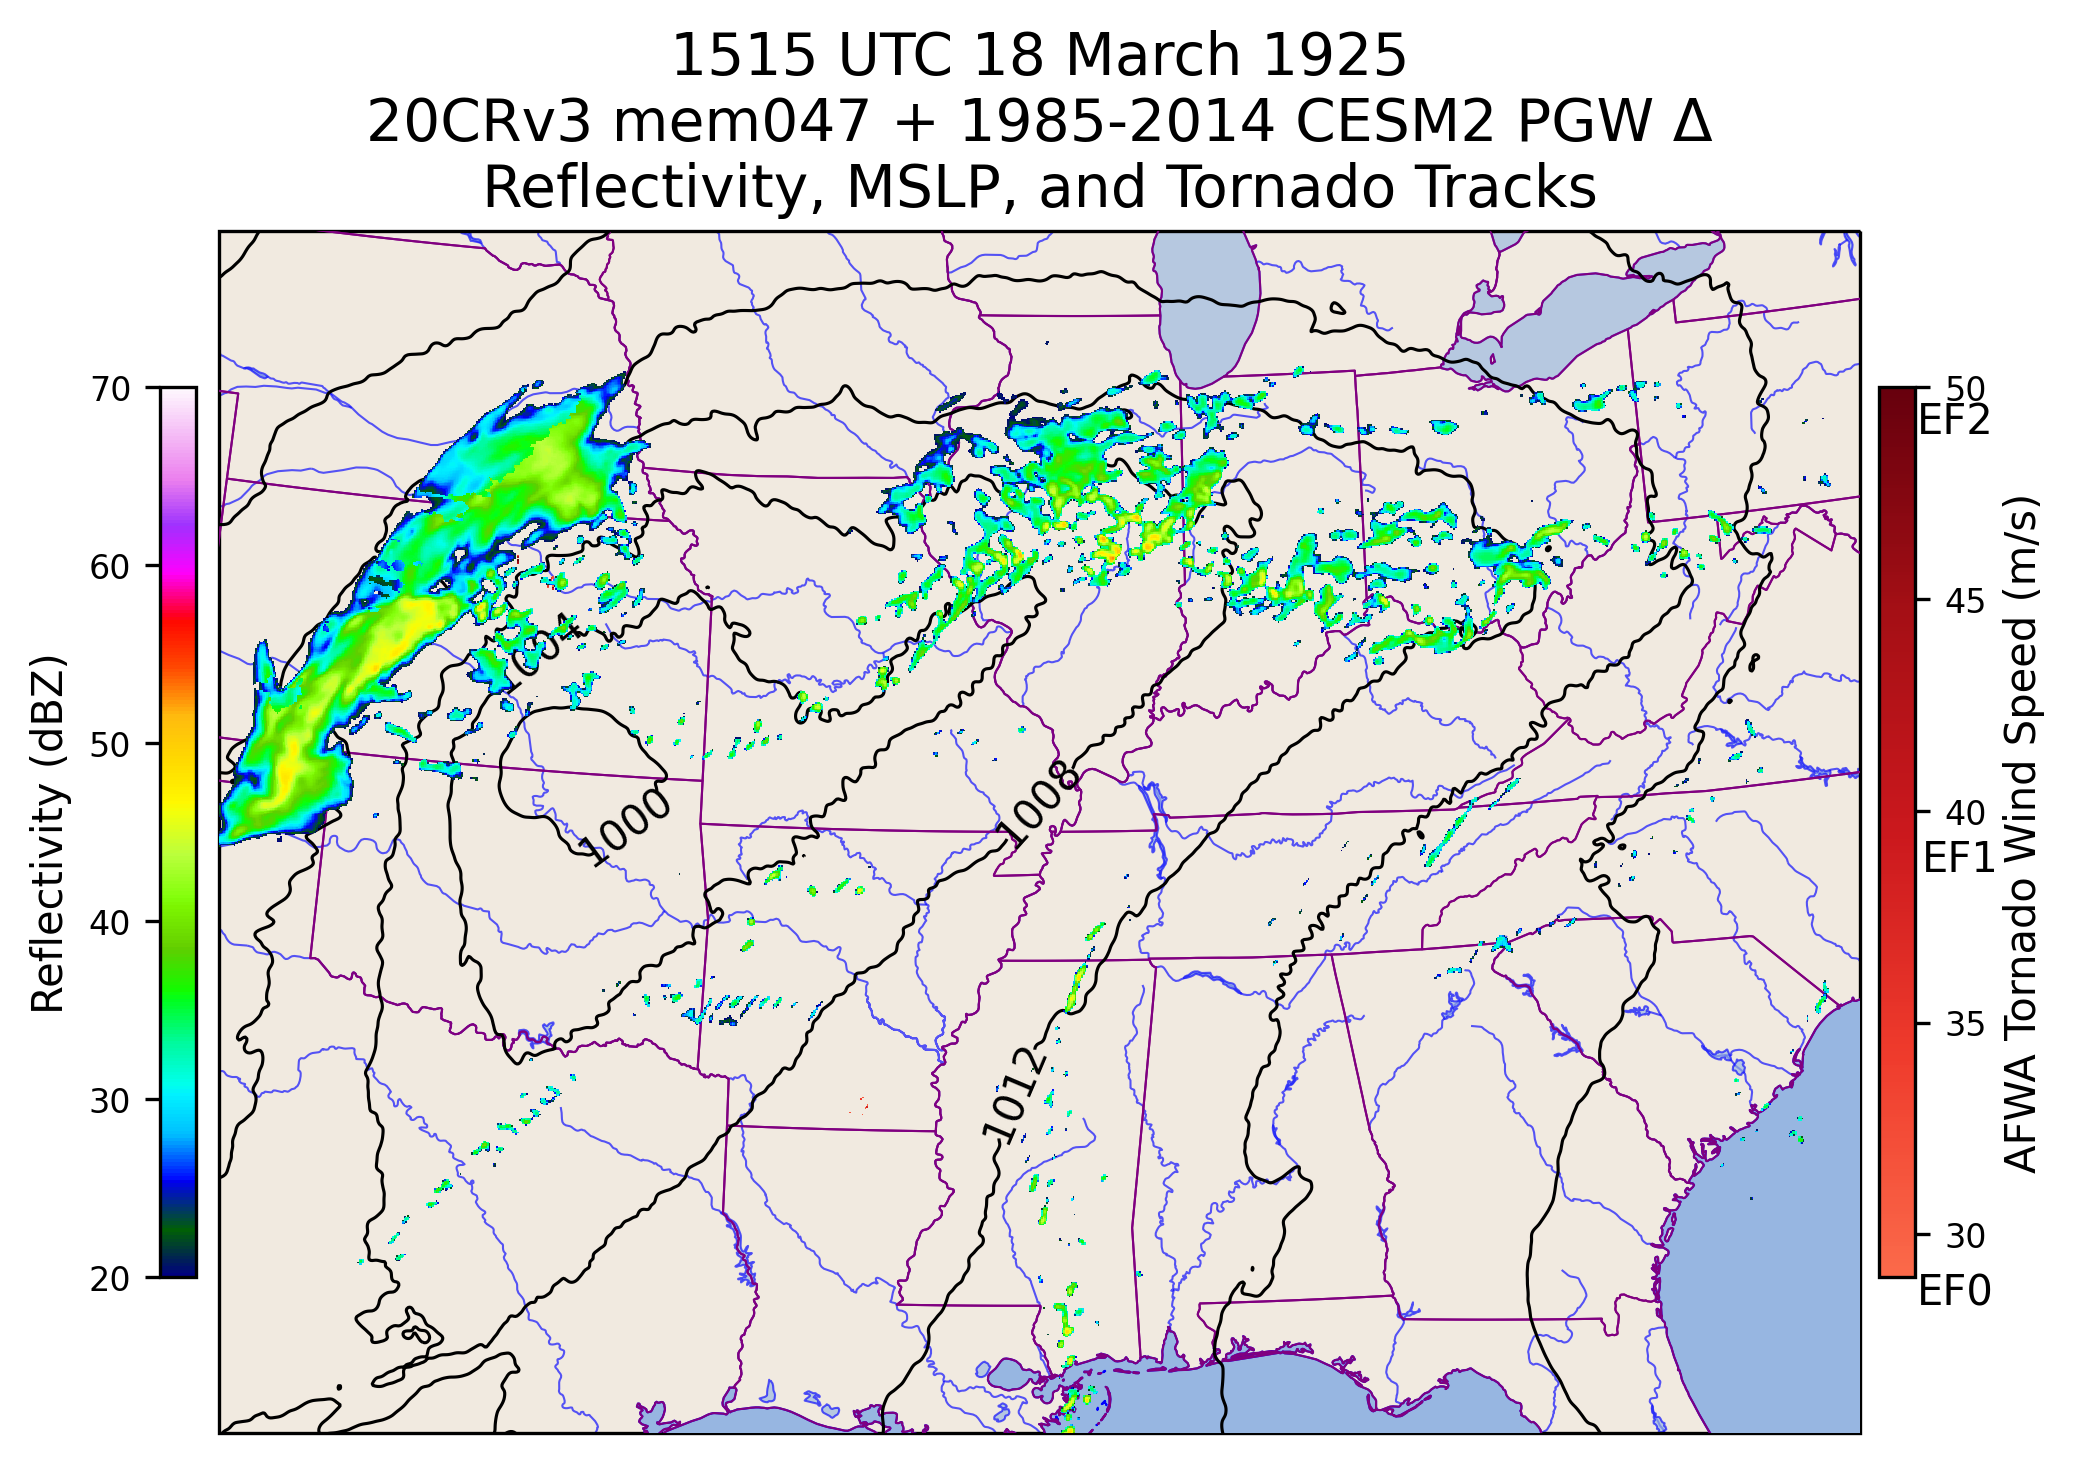 1515 UTC 18 March 1925
20CRv3 mem047 + 1985-2014 CESM2 PGW Δ
Reflectivity, MSLP, and Tornado Tracks
70
60
50
40
30
20
Reflectivity (dBZ)
1004
1000
1008
1012
50
EF2
45
40
EF1
35
30
EF0
AFWA Tornado Wind Speed (m/s)